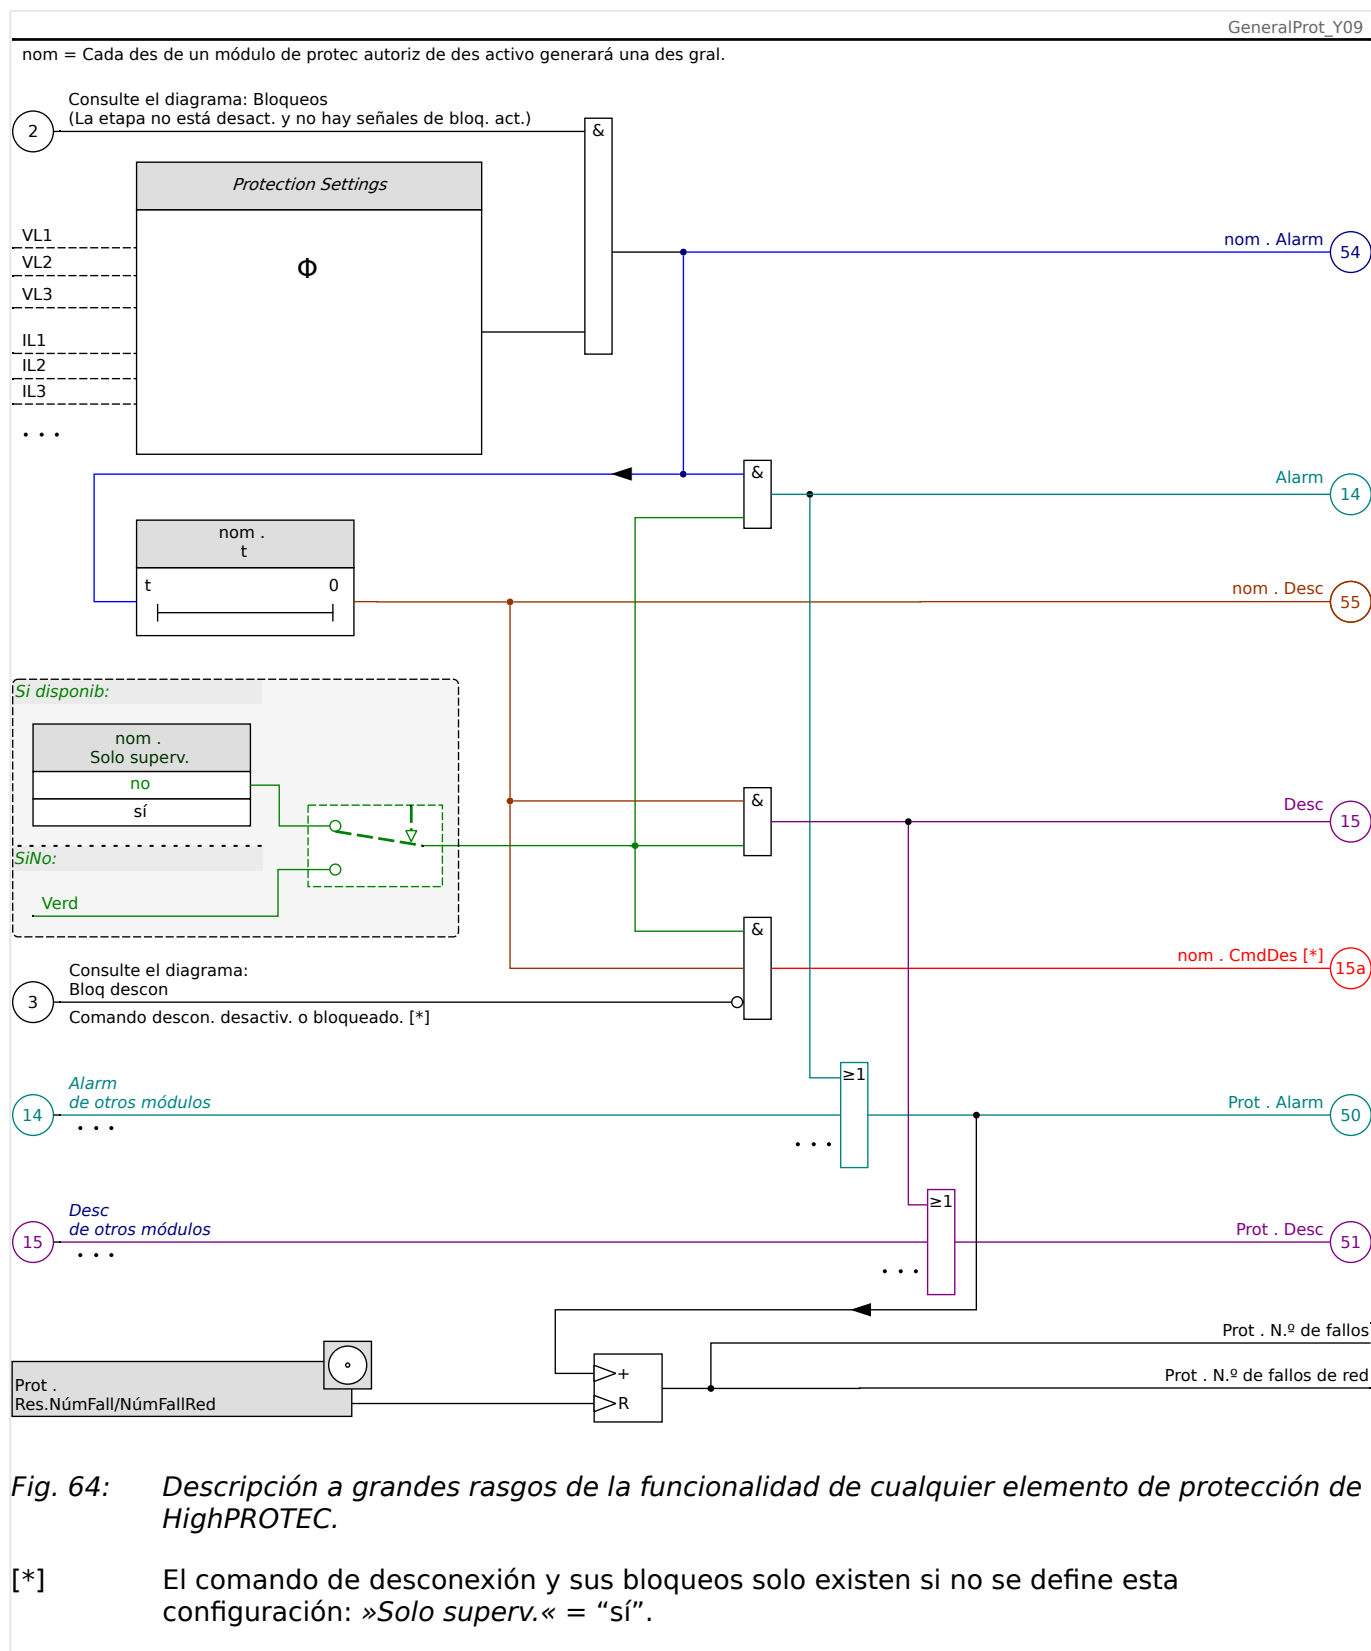 GeneralProt_Y09
nom = Cada des de un módulo de protec autoriz de des activo generará una des gral.
Consulte el diagrama: Bloqueos
(La etapa no está desact. y no hay señales de bloq. act.)
2
&
Protection Settings
Φ
VL1
VL2
VL3
IL1
IL2
IL3
. . .
nom . Alarm
54
&
Alarm
14
nom .
t
t 0
nom . Desc
55
Si disponib:
nom .
Solo superv.
no
sí
SiNo:
Verd
&
Desc
15
&
nom . CmdDes [*]
15a
Consulte el diagrama:
Bloq descon
3
Comando descon. desactiv. o bloqueado. [*]
Alarm
de otros módulos
14
. . .
≥1
. . .
Prot . Alarm
50
Desc
de otros módulos
15
. . .
≥1
. . .
Prot . Desc
51
Prot . N.º de fallos
Prot . N.º de fallos de red
Prot .
Res.NúmFall/NúmFallRed
+
R
Fig. 64: Descripción a grandes rasgos de la funcionalidad de cualquier elemento de protección de
HighPROTEC.
[*] El comando de desconexión y sus bloqueos solo existen si no se define esta
configuración: »Solo superv.« = “sí”.